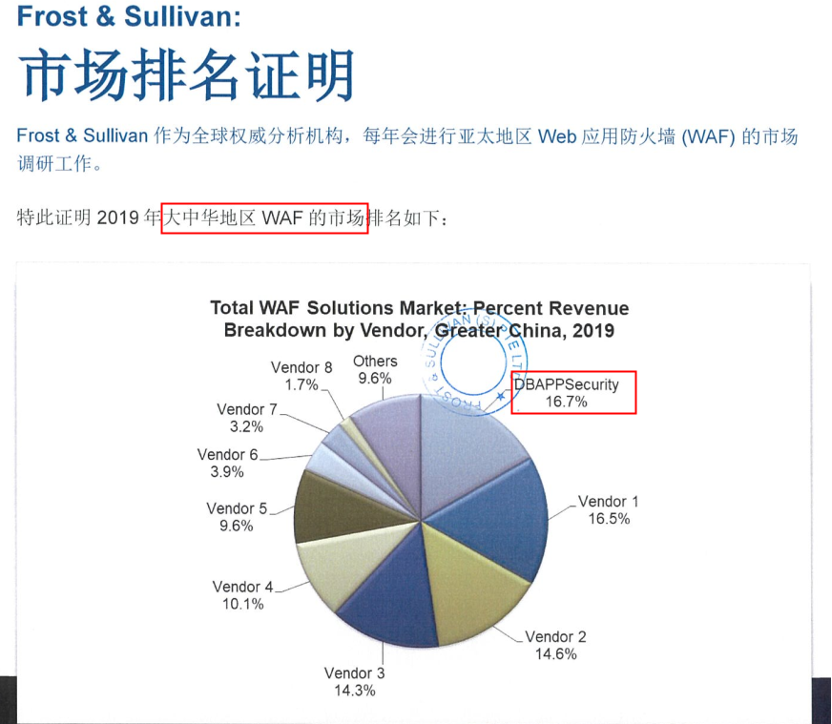 Frost & Sullivan:
市场排名证明
Frost & Sullivan 作为全球权威分析机构，每年会进行亚太地区 Web 应用防火墙 (WAF) 的市场
调研工作。
特此证明 2019 年大中华地区 WAF 的市场排名如下：
Total WAF Solutions Market: Percent Revenue
Breakdown by Vendor, Greater China, 2019
FROST & SULLIVAN (S) PTE LTD
Others
9.6%
Vendor 8
1.7%
DBAPPSecurity
16.7%
Vendor 7
3.2%
Vendor 6
3.9%
Vendor 1
16.5%
Vendor 5
9.6%
Vendor 4
10.1%
Vendor 2
14.6%
Vendor 3
14.3%